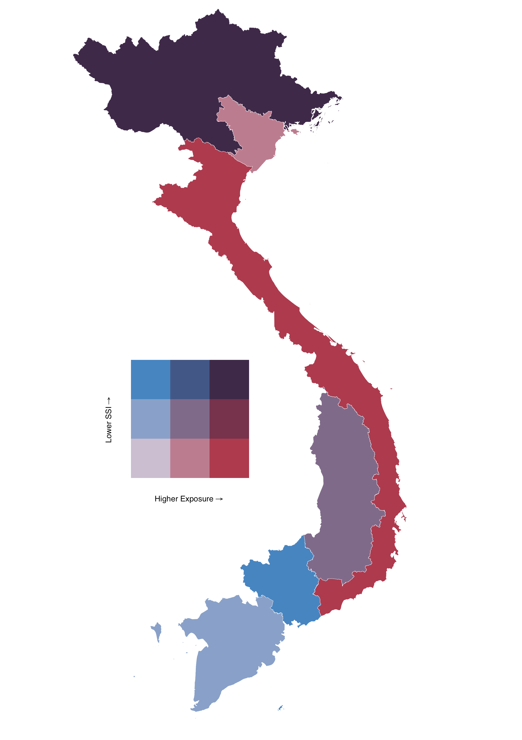 Lower SSI →
Higher Exposure →